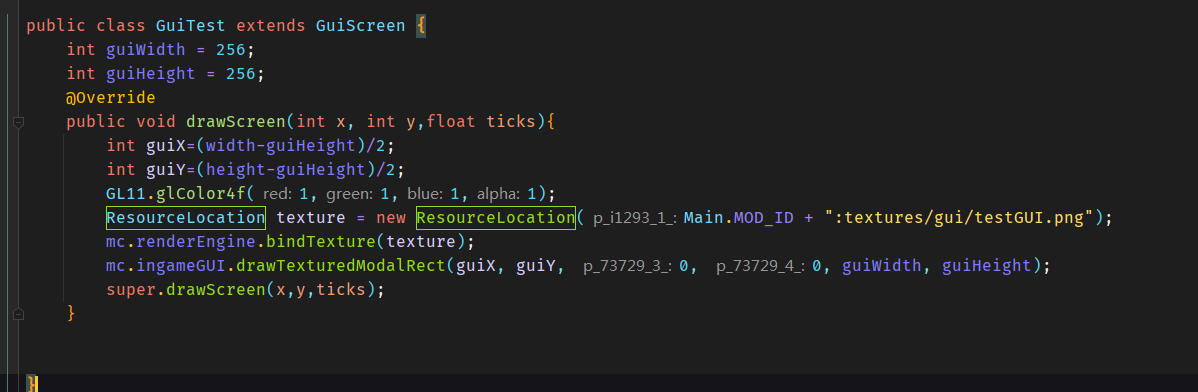 public class GuiTest extends GuiScreen {
int guiWidth = 256;
int guiHeight = 256;
@Override
public void drawScreen(int x, int y,float ticks){
int guiX=(width-guiHeight)/2;
int guiY=(height-guiHeight)/2;
GL11.glColor4f( red: 1, green: 1, blue: 1, alpha: 1);
ResourceLocation texture = new ResourceLocation( p_i1293_1_: Main.MOD_ID + ":textures/gui/testGUI.png");
mc.renderEngine.bindTexture(texture);
mc.ingameGUI.drawTexturedModalRect(guiX, guiY, p_73729_3_: 0, p_73729_4_: 0, guiWidth, guiHeight);
super.drawScreen(x,y,ticks);
}
}